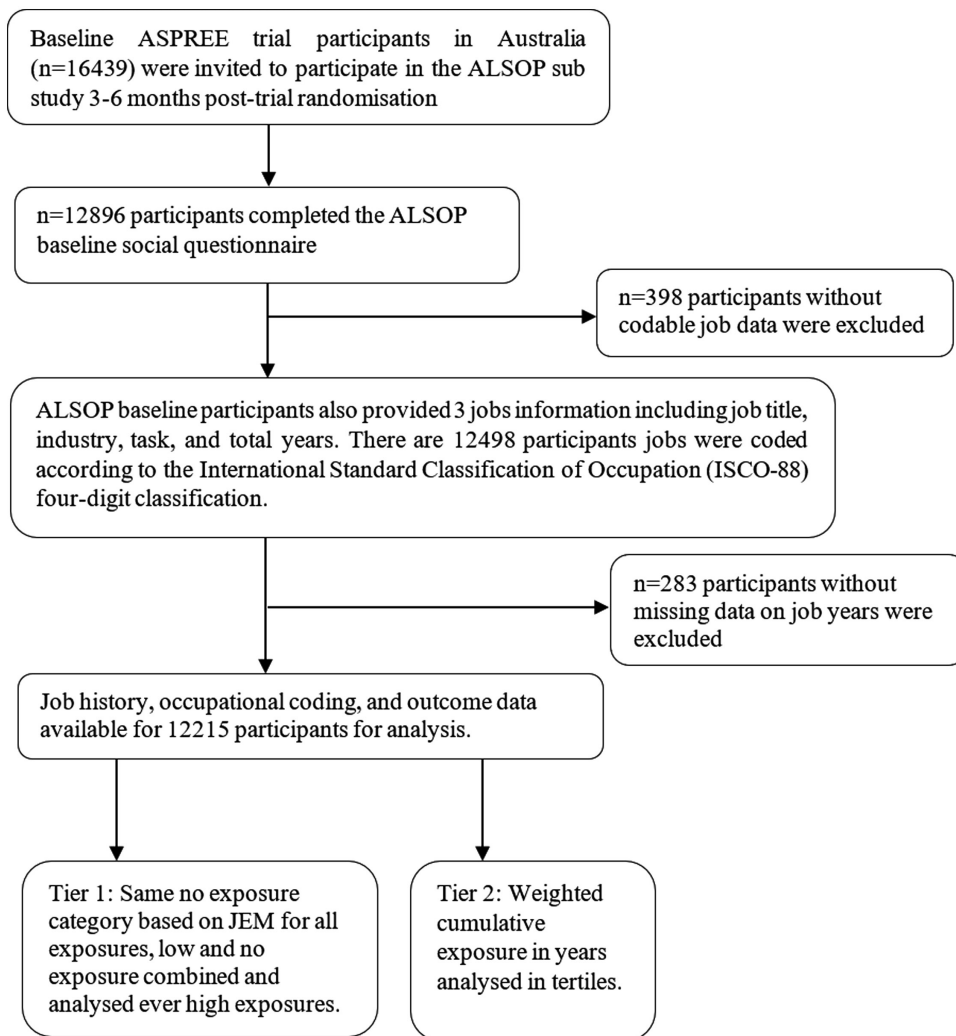 Baseline ASPREE trial participants in Australia
(n=16439) were invited to participate in the ALSOP sub
study 3-6 months post-trial randomisation
n=12896 participants completed the ALSOP
baseline social questionnaire
n=398 participants without
codable job data were excluded
ALSOP baseline participants also provided 3 jobs information including job title,
industry, task, and total years. There are 12498 participants jobs were coded
according to the International Standard Classification of Occupation (ISCO-88)
four-digit classification.
n=283 participants without
missing data on job years were
excluded
Job history, occupational coding, and outcome data
available for 12215 participants for analysis.
Tier 1: Same no exposure
category based on JEM for all
exposures, low and no
exposure combined and
analysed ever high exposures.
Tier 2: Weighted
cumulative
exposure in years
analysed in tertiles.